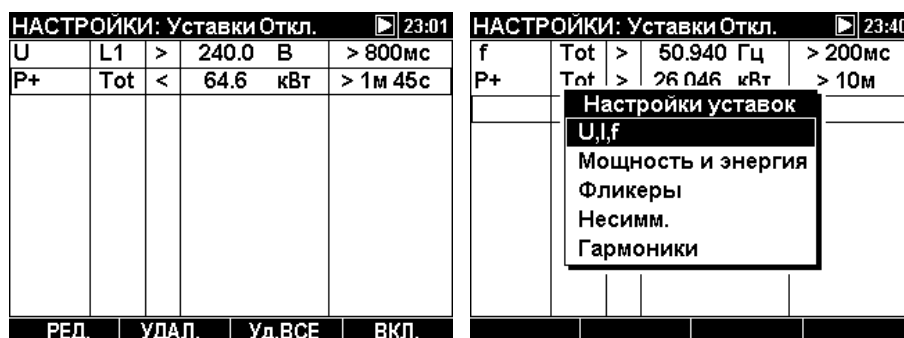 НАСТРОЙКИ: Уставки Откл. 23:01
U L1 > 240.0 В > 800мс
P+ Tot < 64.6 кВт > 1м 45с
РЕД. УДАЛ. Уд.ВСЕ ВКЛ.
НАСТРОЙКИ: Уставки Откл. 23:40
f Tot > 50.940 Гц > 200мс
P+ Tot > 26.046 кВт > 10м
Настройки уставок
U,I,f
Мощность и энергия
Фликеры
Несимм.
Гармоники